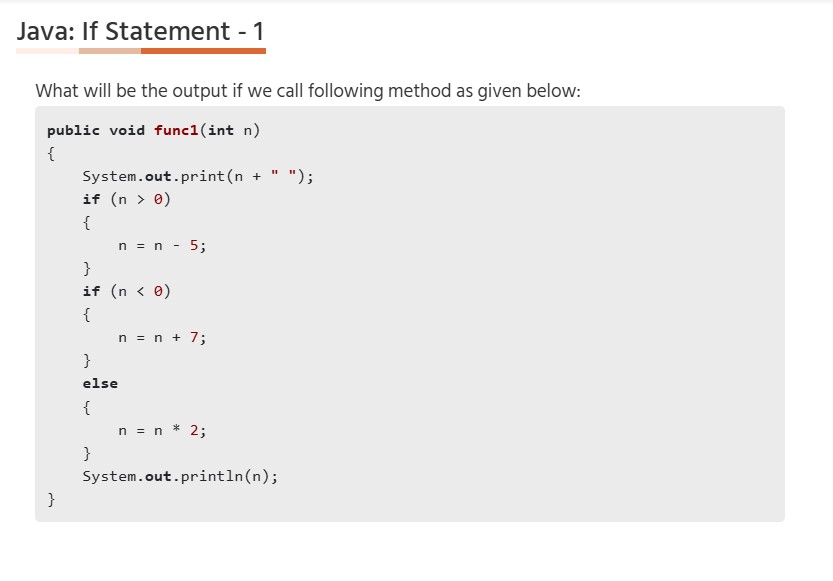 Java: If Statement - 1
What will be the output if we call following method as given below:
public void func1(int n)
{
    System.out.print(n + " ");
    if (n > 0)
    {
        n = n - 5;
    }
    if (n < 0)
    {
        n = n + 7;
    }
    else
    {
        n = n * 2;
    }
    System.out.println(n);
}